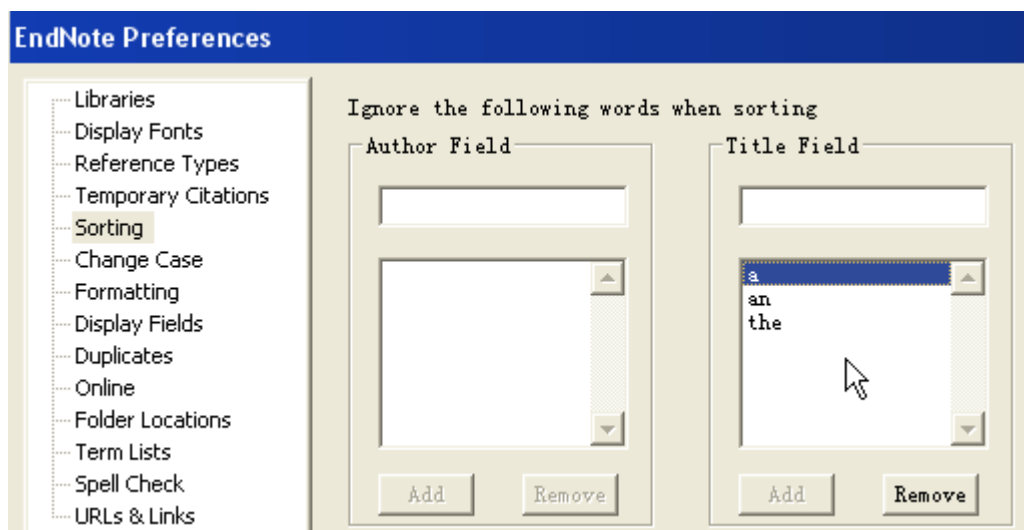 EndNote Preferences
Libraries
Display Fonts
Reference Types
Temporary Citations
Sorting
Change Case
Formatting
Display Fields
Duplicates
Online
Folder Locations
Term Lists
Spell Check
URLs & Links
Ignore the following words when sorting
Author Field
Add Remove
Title Field
a
an
the
Add Remove